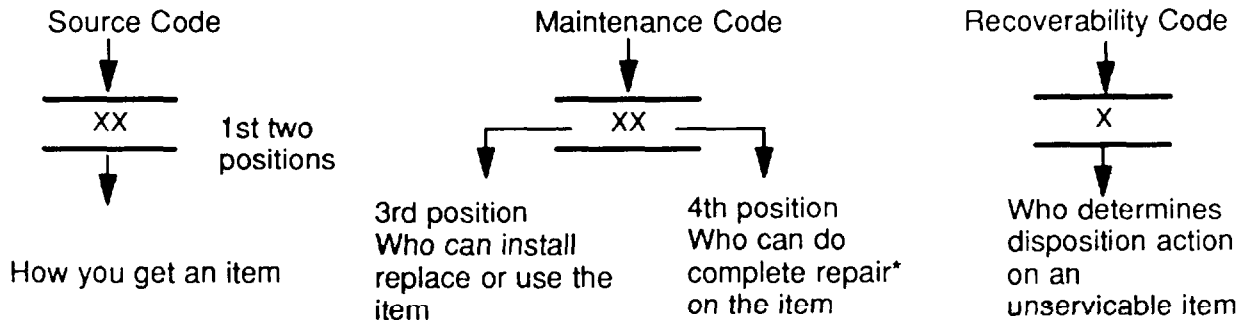 Source Code
XX
1st two
positions
How you get an item
Maintenance Code
XX
3rd position
Who can install
replace or use the
item
4th position
Who can do
complete repair*
on the item
Recoverability Code
X
Who determines
disposition action
on an
unservicable item